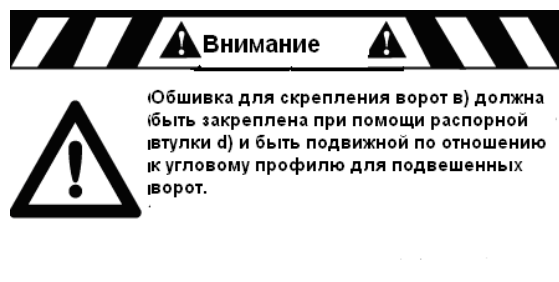 Внимание
Обшивка для скрепления ворот в) должна
быть закреплена при помощи распорной
втулки d) и быть подвижной по отношению
к угловому профилю для подвешенных
ворот.